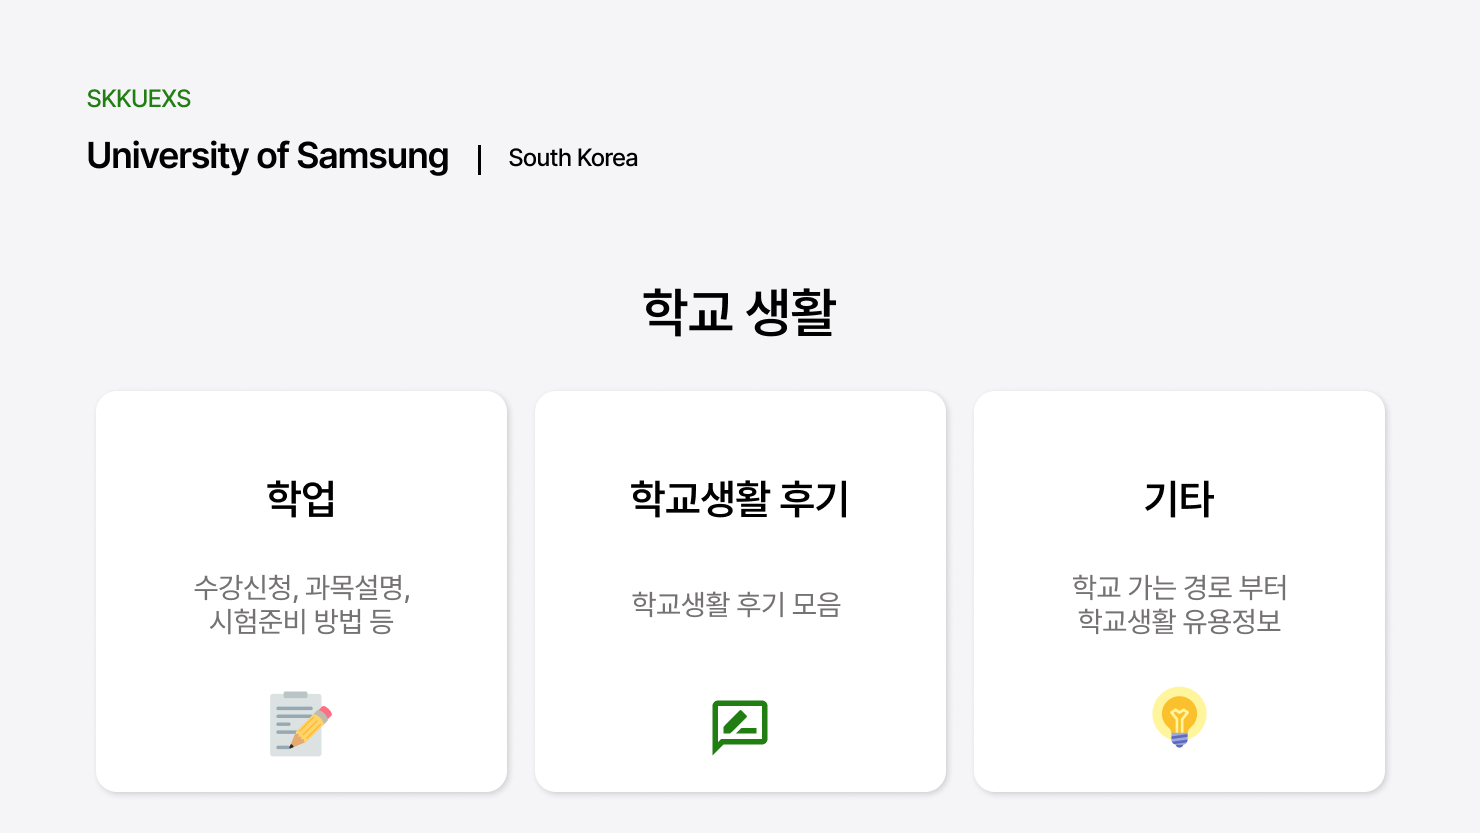 SKKUEXS
University of Samsung | South Korea
학교 생활
학업
수강신청, 과목설명,
시험준비 방법 등
학교생활 후기
학교생활 후기 모음
기타
학교 가는 경로 부터
학교생활 유용정보